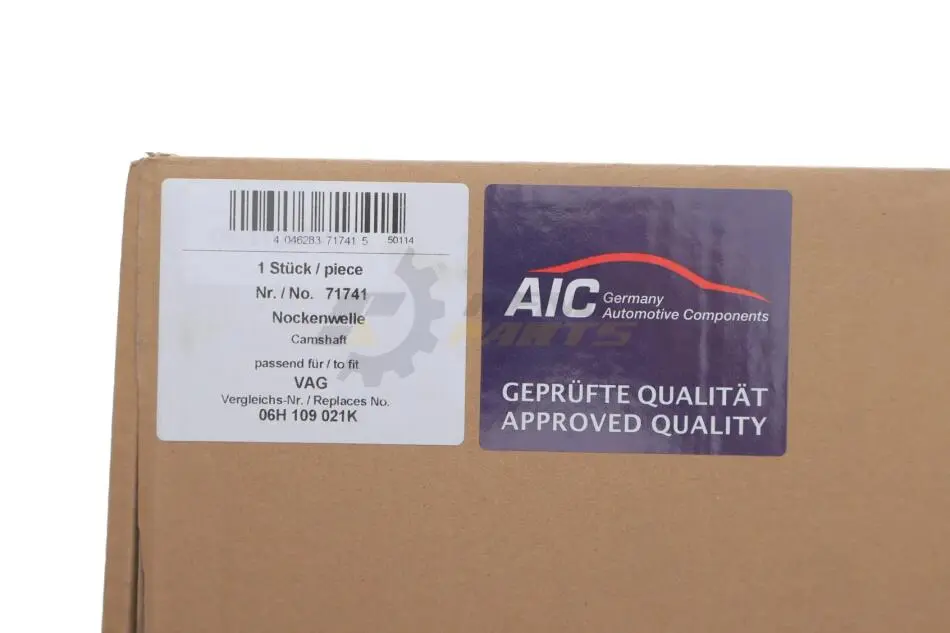 4 046283 71741 5 50114
1 Stück / piece
Nr. / No. 71741
Nockenwelle
Camshaft
passend für / to fit
VAG
Vergleichs-Nr. / Replaces No.
06H 109 021K
AIC Germany
Automotive Components
GEPRÜFTE QUALITÄT
APPROVED QUALITY
PARTS